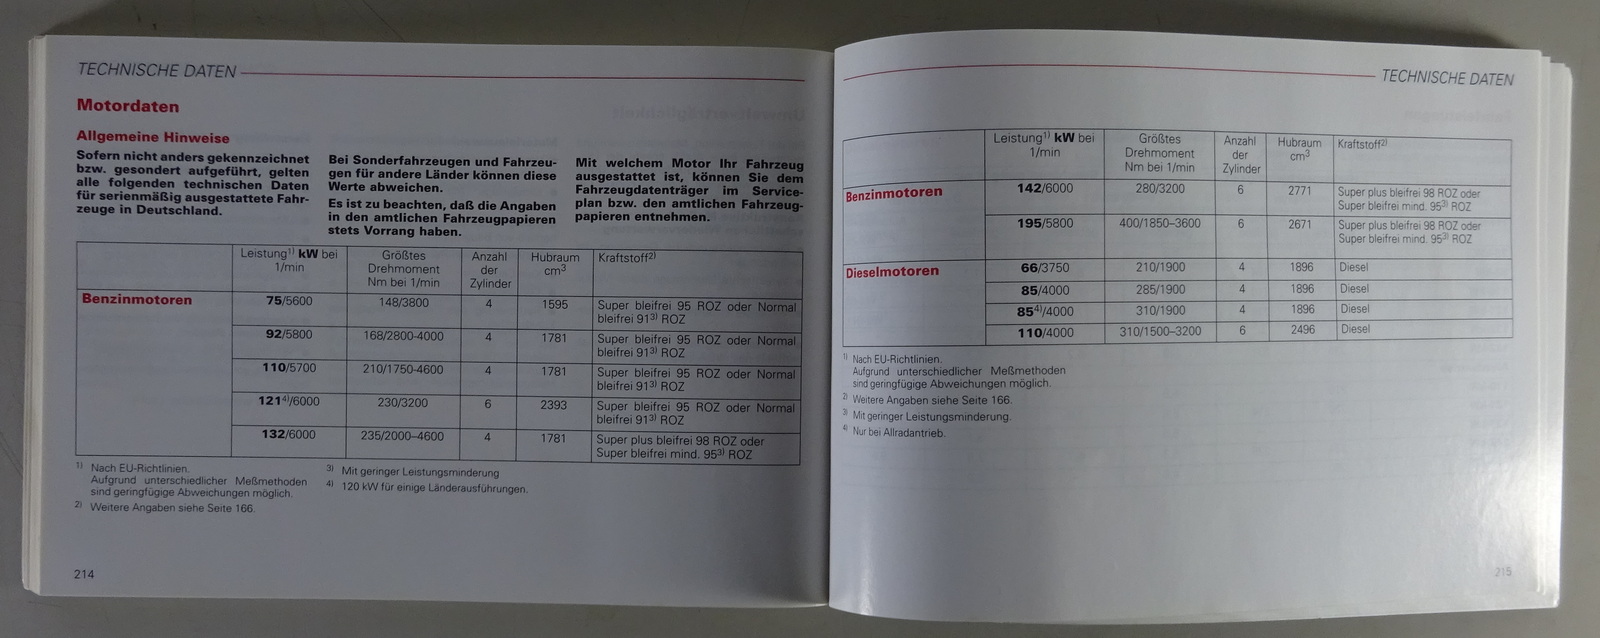 TECHNISCHE DATEN
Motordaten
Allgemeine Hinweise
Sofern nicht anders gekennzeichnet
bzw. gesondert aufgeführt, gelten
alle folgenden technischen Daten
für serienmäßig ausgestattete Fahr-
zeuge in Deutschland.
Bei Sonderfahrzeugen und Fahrzeu-
gen für andere Länder können diese
Werte abweichen.
Es ist zu beachten, daß die Angaben
in den amtlichen Fahrzeugpapieren
stets Vorrang haben.
Mit welchem Motor Ihr Fahrzeug
ausgestattet ist, können Sie dem
Fahrzeugdatenträger im Service-
plan bzw. den amtlichen Fahrzeug-
papieren entnehmen.
Leistung1) kW bei Größtes Anzahl Hubraum Kraftstoff2)
1/min Drehmoment der cm3
Nm bei 1/min Zylinder
Benzinmotoren 75/5600 148/3800 4 1595 Super bleifrei 95 ROZ oder Normal
bleifrei 913) ROZ
92/5800 168/2800-4000 4 1781 Super bleifrei 95 ROZ oder Normal
bleifrei 913) ROZ
110/5700 210/1750-4600 4 1781 Super bleifrei 95 ROZ oder Normal
bleifrei 913) ROZ
1214)/6000 230/3200 6 2393 Super bleifrei 95 ROZ oder Normal
bleifrei 913) ROZ
132/6000 235/2000–4600 4 1781 Super plus bleifrei 98 ROZ oder
Super bleifrei mind. 953) ROZ
1) Nach EU-Richtlinien.
Aufgrund unterschiedlicher Meßmethoden
sind geringfügige Abweichungen möglich.
2) Weitere Angaben siehe Seite 166.
3) Mit geringer Leistungsminderung
4) 120 kW für einige Länderausführungen.
214
TECHNISCHE DATEN
Leistung1) kW bei Größtes Anzahl Hubraum Kraftstoff2)
1/min Drehmoment der cm3
Nm bei 1/min Zylinder
Benzinmotoren 142/6000 280/3200 6 2771 Super plus bleifrei 98 ROZ oder
Super bleifrei mind. 953) ROZ
195/5800 400/1850–3600 6 2671 Super plus bleifrei 98 ROZ oder
Super bleifrei mind. 953) ROZ
Dieselmotoren 66/3750 210/1900 4 1896 Diesel
85/4000 285/1900 4 1896 Diesel
854)/4000 310/1900 4 1896 Diesel
110/4000 310/1500–3200 6 2496 Diesel
1) Nach EU-Richtlinien.
Aufgrund unterschiedlicher Meßmethoden
sind geringfügige Abweichungen möglich.
2) Weitere Angaben siehe Seite 166.
3) Mit geringer Leistungsminderung.
4) Nur bei Allradantrieb.
215